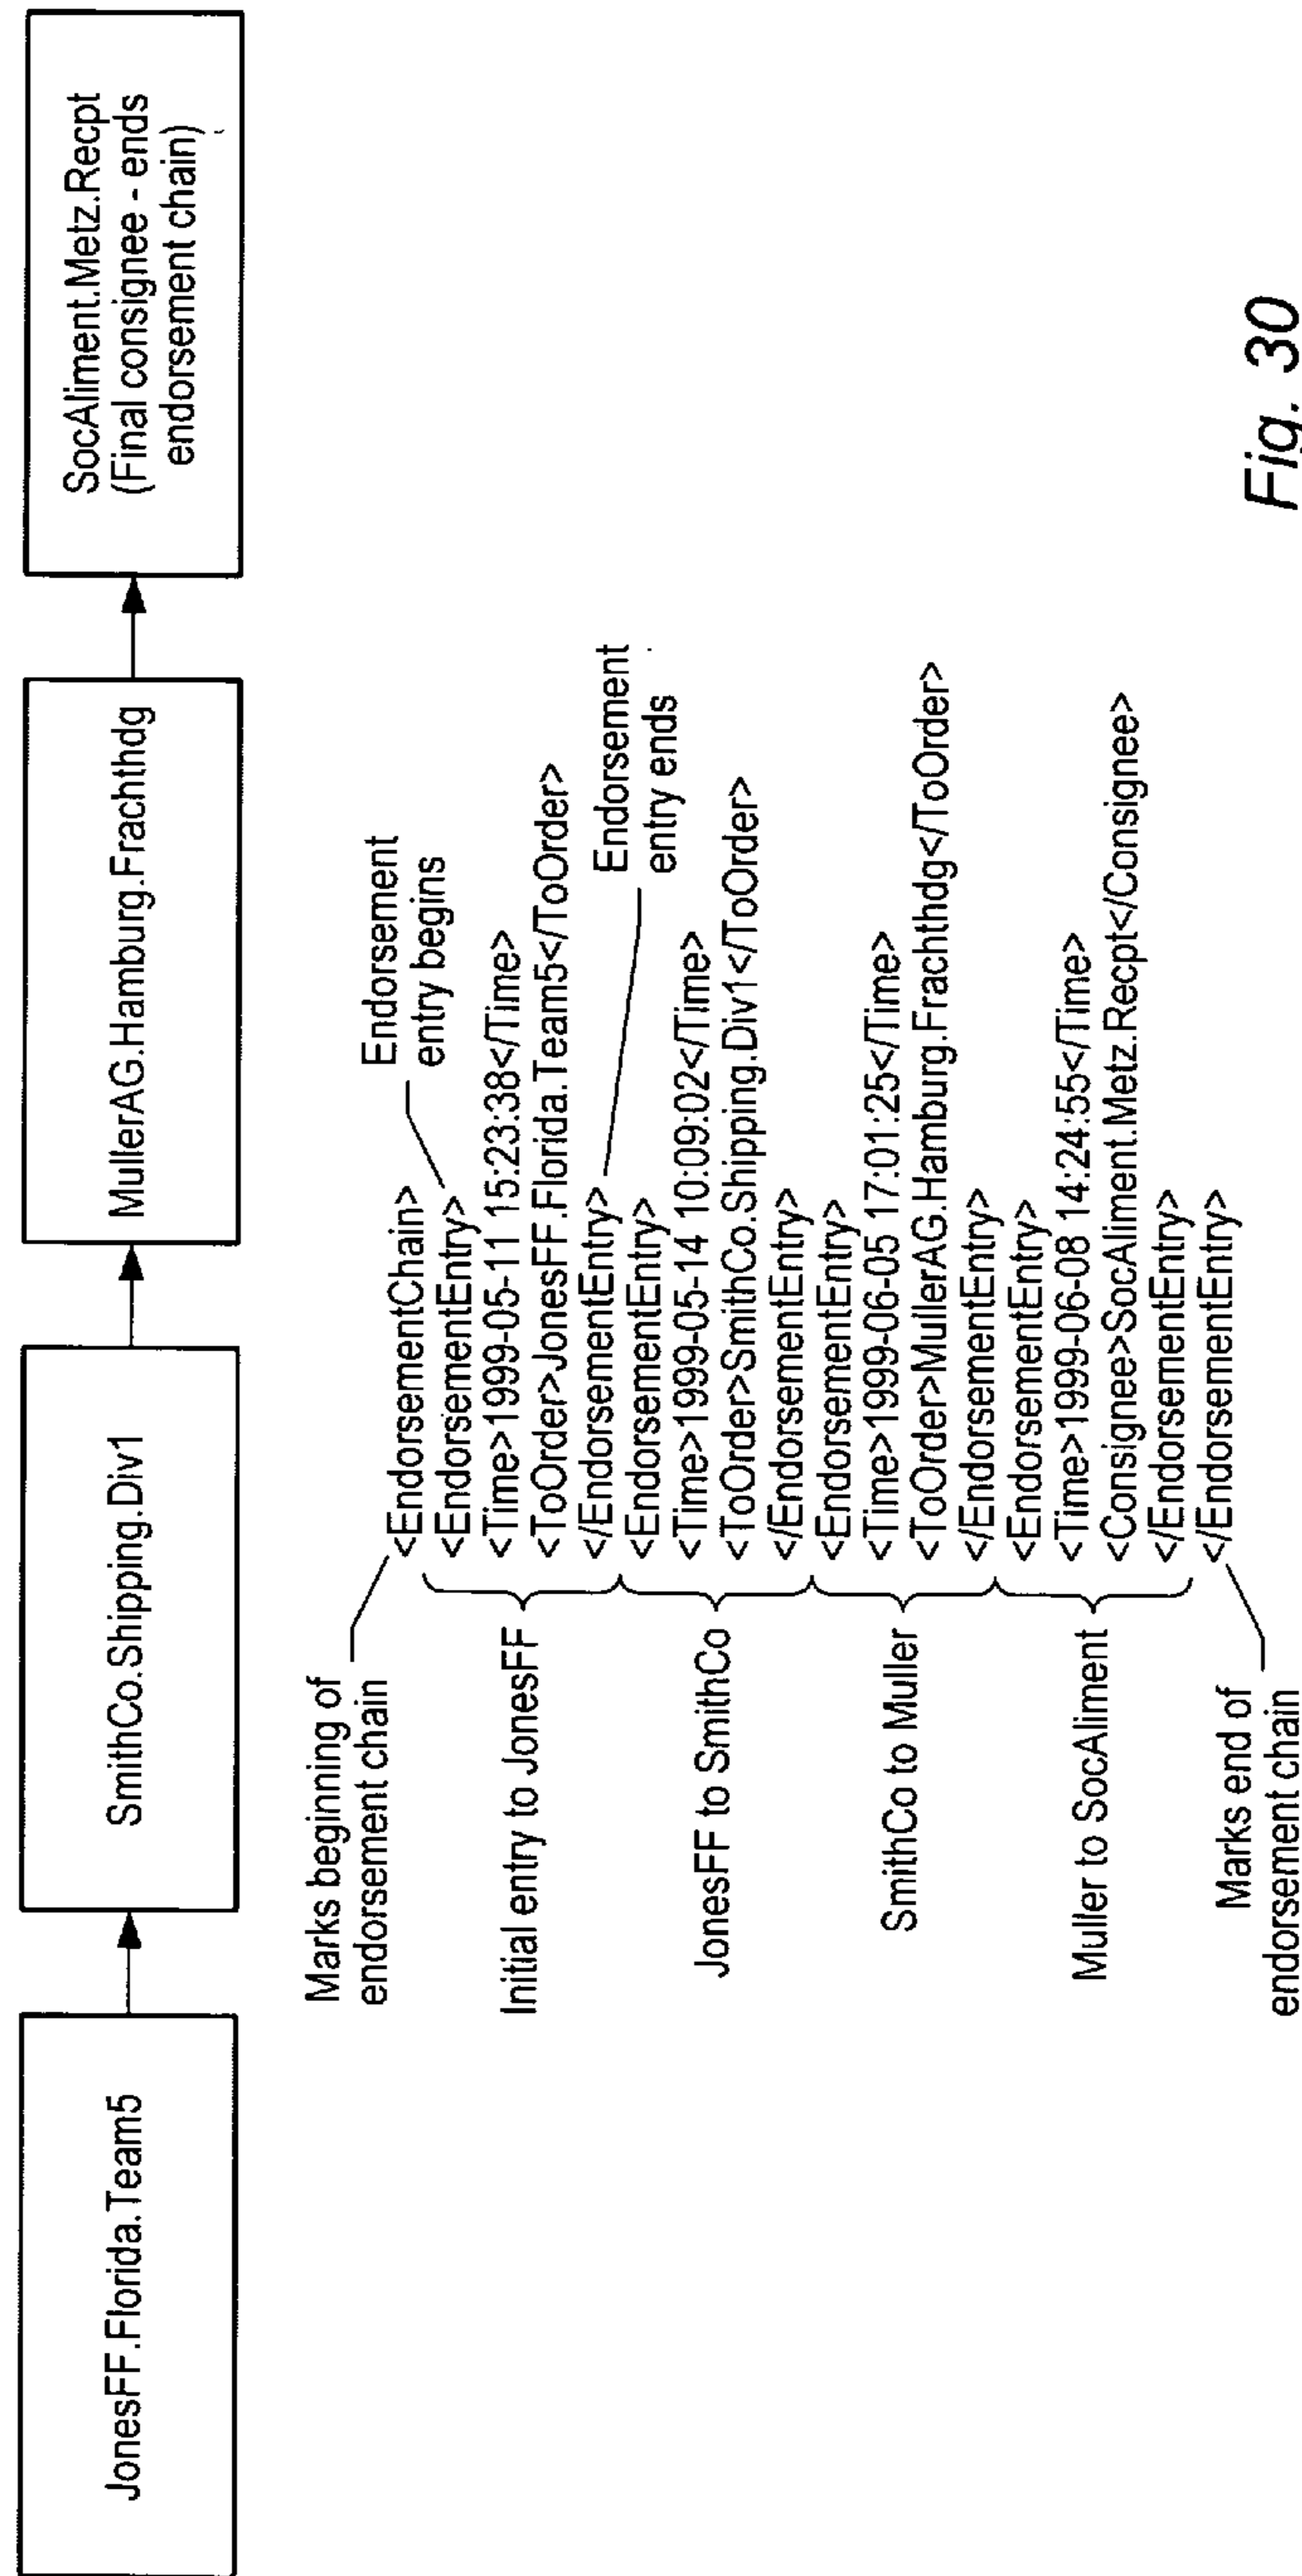 JonesFF.Florida.Team5
SmithCo.Shipping.Div1
MullerAG.Hamburg.Frachthdg
SocAliment.Metz.Recpt
(Final consignee - ends
endorsement chain)
Marks beginning of
endorsement chain
Endorsement
entry begins
Initial entry to JonesFF
Endorsement
entry ends
JonesFF to SmithCo
SmithCo to Muller
Muller to SocAliment
Marks end of
endorsement chain
<EndorsementChain>
<EndorsementEntry>
<Time>1999-05-11 15:23:38</Time>
<ToOrder>JonesFF.Florida.Team5</ToOrder>
</EndorsementEntry>
<EndorsementEntry>
<Time>1999-05-14 10:09:02</Time>
<ToOrder>SmithCo.Shipping.Div1</ToOrder>
</EndorsementEntry>
<EndorsementEntry>
<Time>1999-06-05 17:01:25</Time>
<ToOrder>MullerAG.Hamburg.Frachthdg</ToOrder>
</EndorsementEntry>
<EndorsementEntry>
<Time>1999-06-08 14:24:55</Time>
<Consignee>SocAliment.Metz.Recpt</Consignee>
</EndorsementEntry>
</EndorsementEntry>
Fig. 30